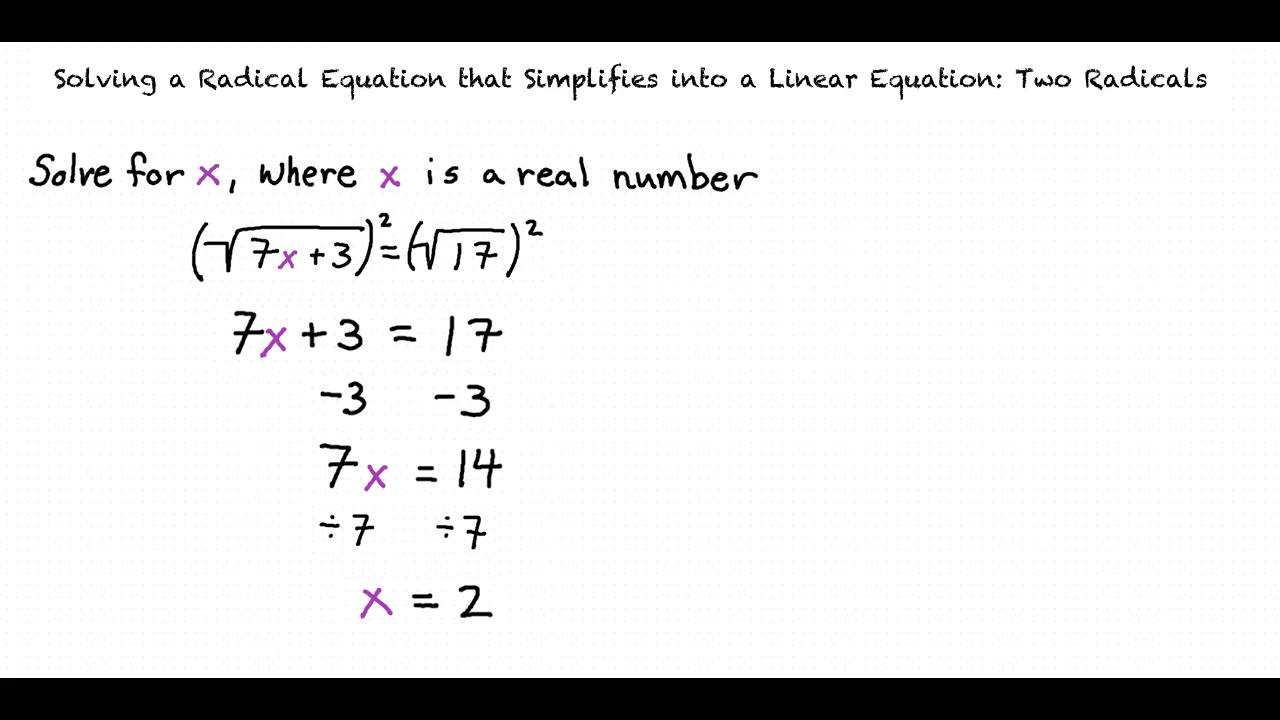 Solving a Radical Equation that Simplifies into a Linear Equation: Two Radicals
Solve for x, where x is a real number
(√7x+3)²=(√17)²
7x+3 = 17
-3 -3
7x = 14
÷7 ÷7
x = 2